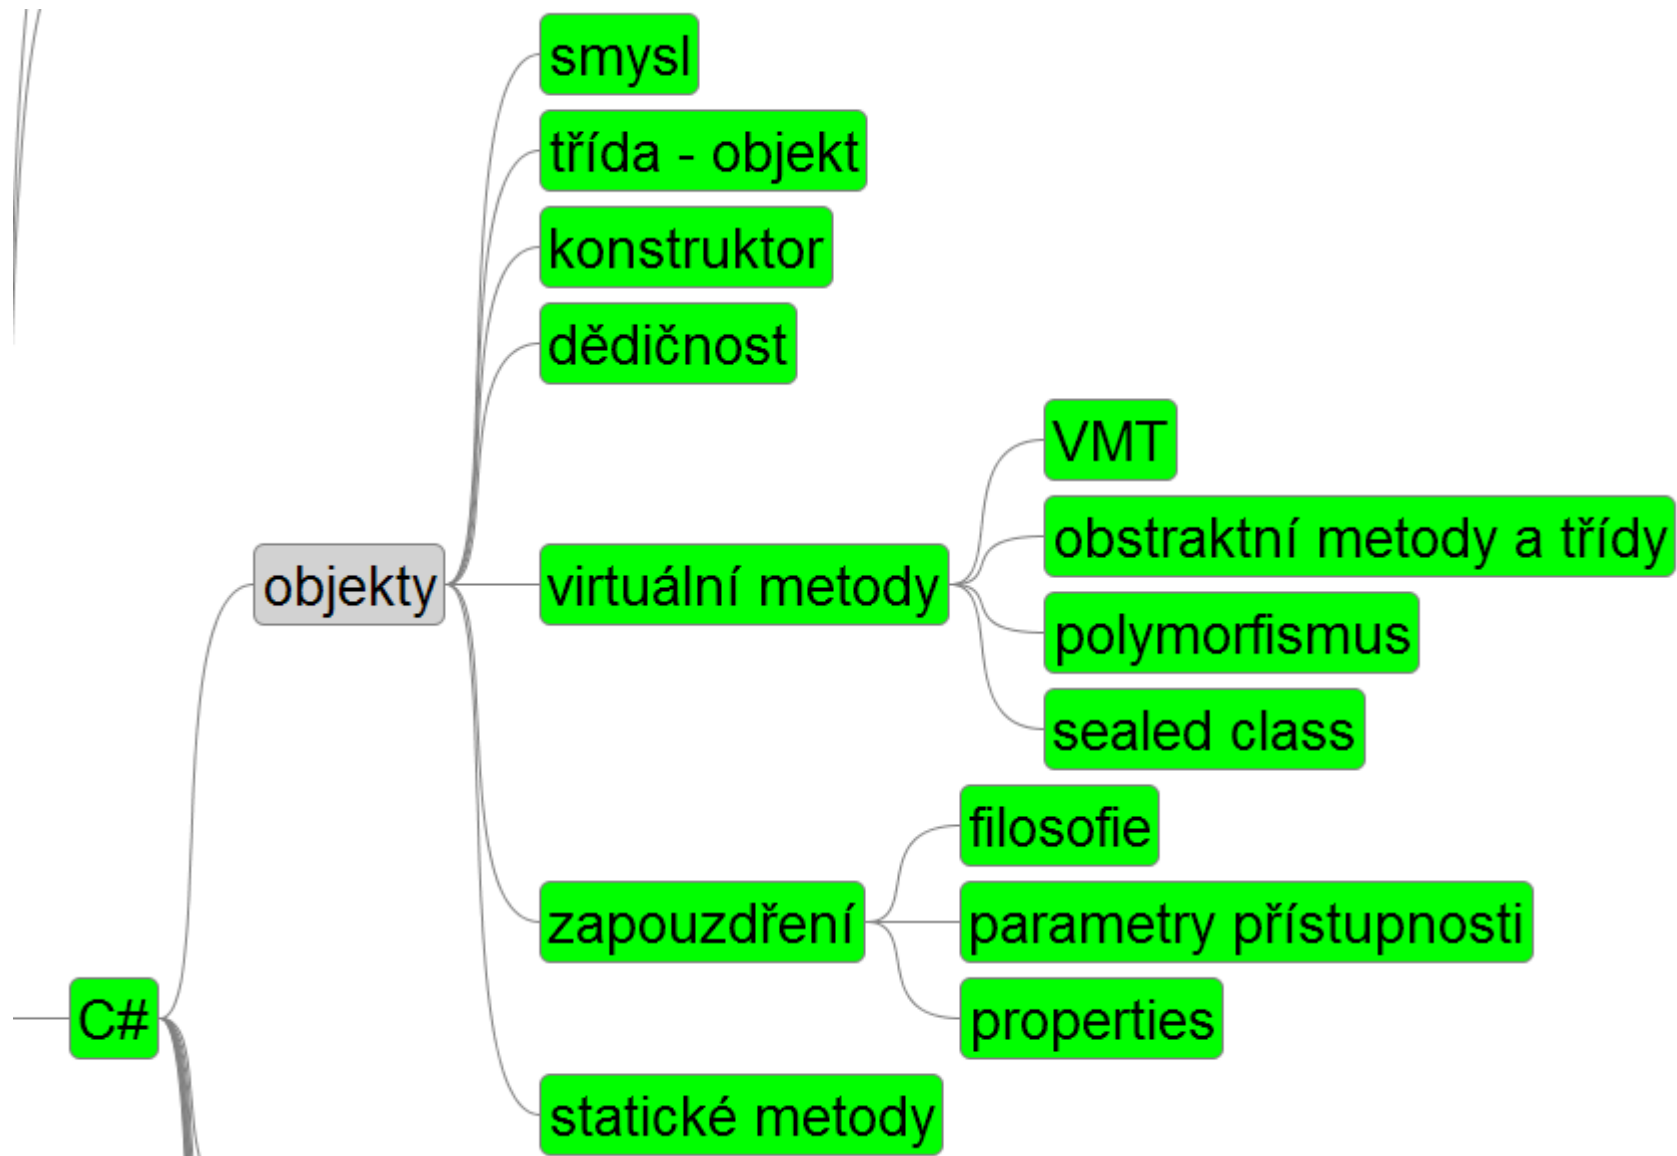 smysl
třída - objekt
konstruktor
dědičnost
VMT
obstraktní metody a třídy
objekty
virtuální metody
polymorfismus
sealed class
filosofie
zapouzdření
parametry přístupnosti
C#
properties
statické metody